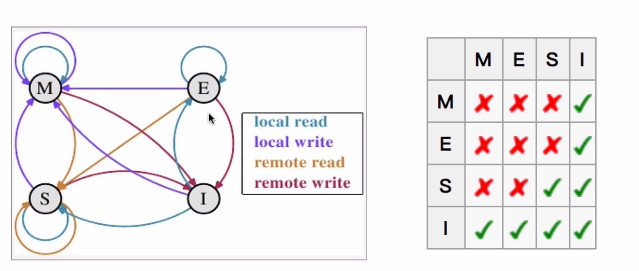 M
E
S
I
local read
local write
remote read
remote write
M E S I
M ✘ ✘ ✘ ✓
E ✘ ✘ ✘ ✓
S ✘ ✘ ✓ ✓
I ✓ ✓ ✓ ✓